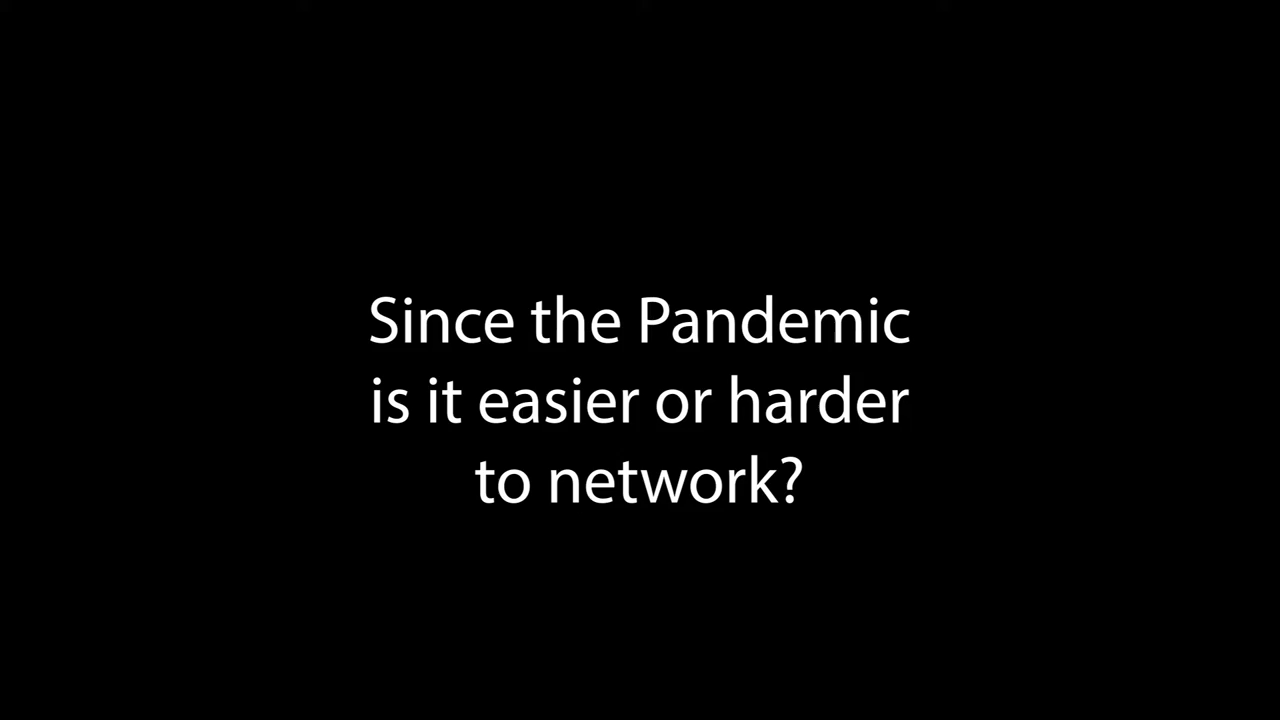 Since the Pandemic
is it easier or harder
to network?